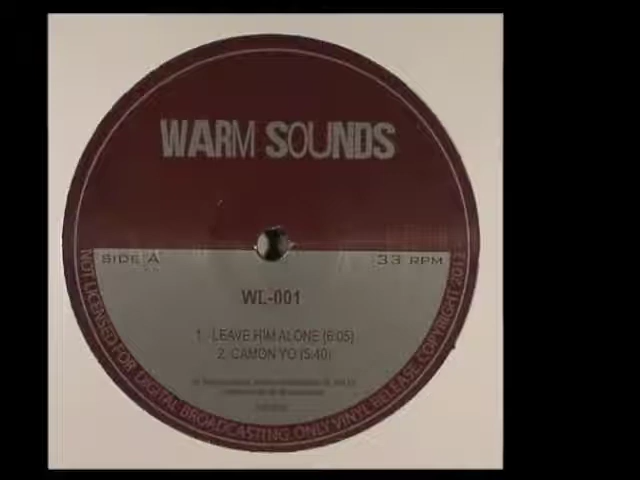 WARM SOUNDS
SIDE A
33 RPM
WL-001
1. LEAVE HIM ALONE (6:05)
2. CAMON YO (5:40)
NOT LICENSED FOR DIGITAL BROADCASTING. ONLY VINYL RELEASE. COPYRIGHT 2012